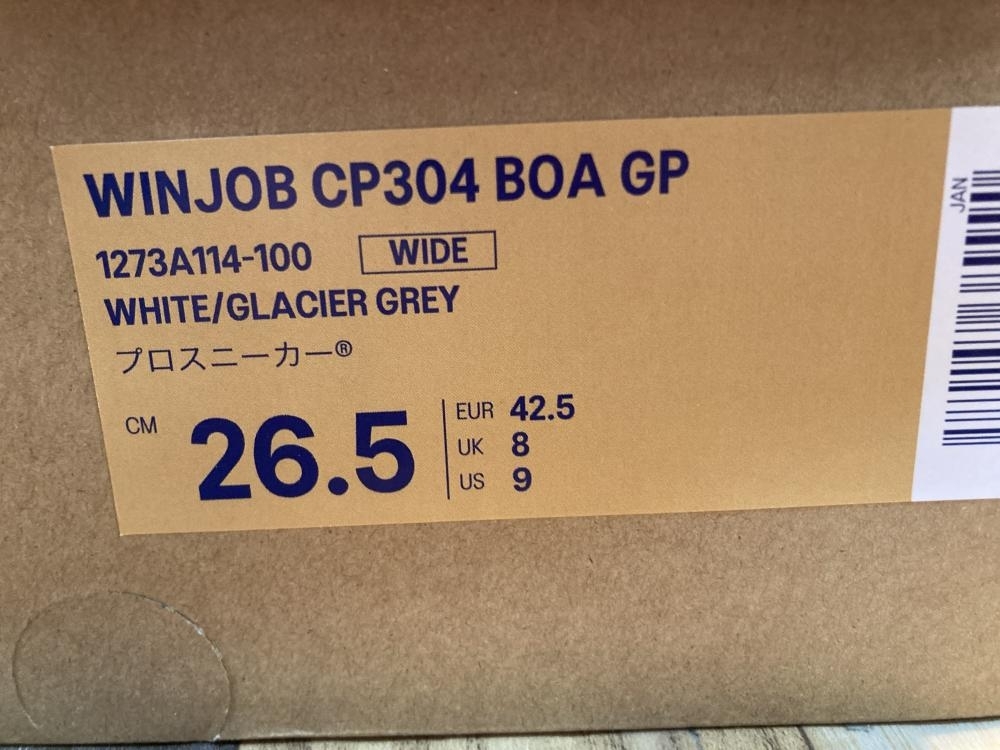 WINJOB CP304 BOA GP
1273A114-100 WIDE
WHITE/GLACIER GREY
プロスニーカー®
CM 26.5
EUR 42.5
UK 8
US 9
JAN